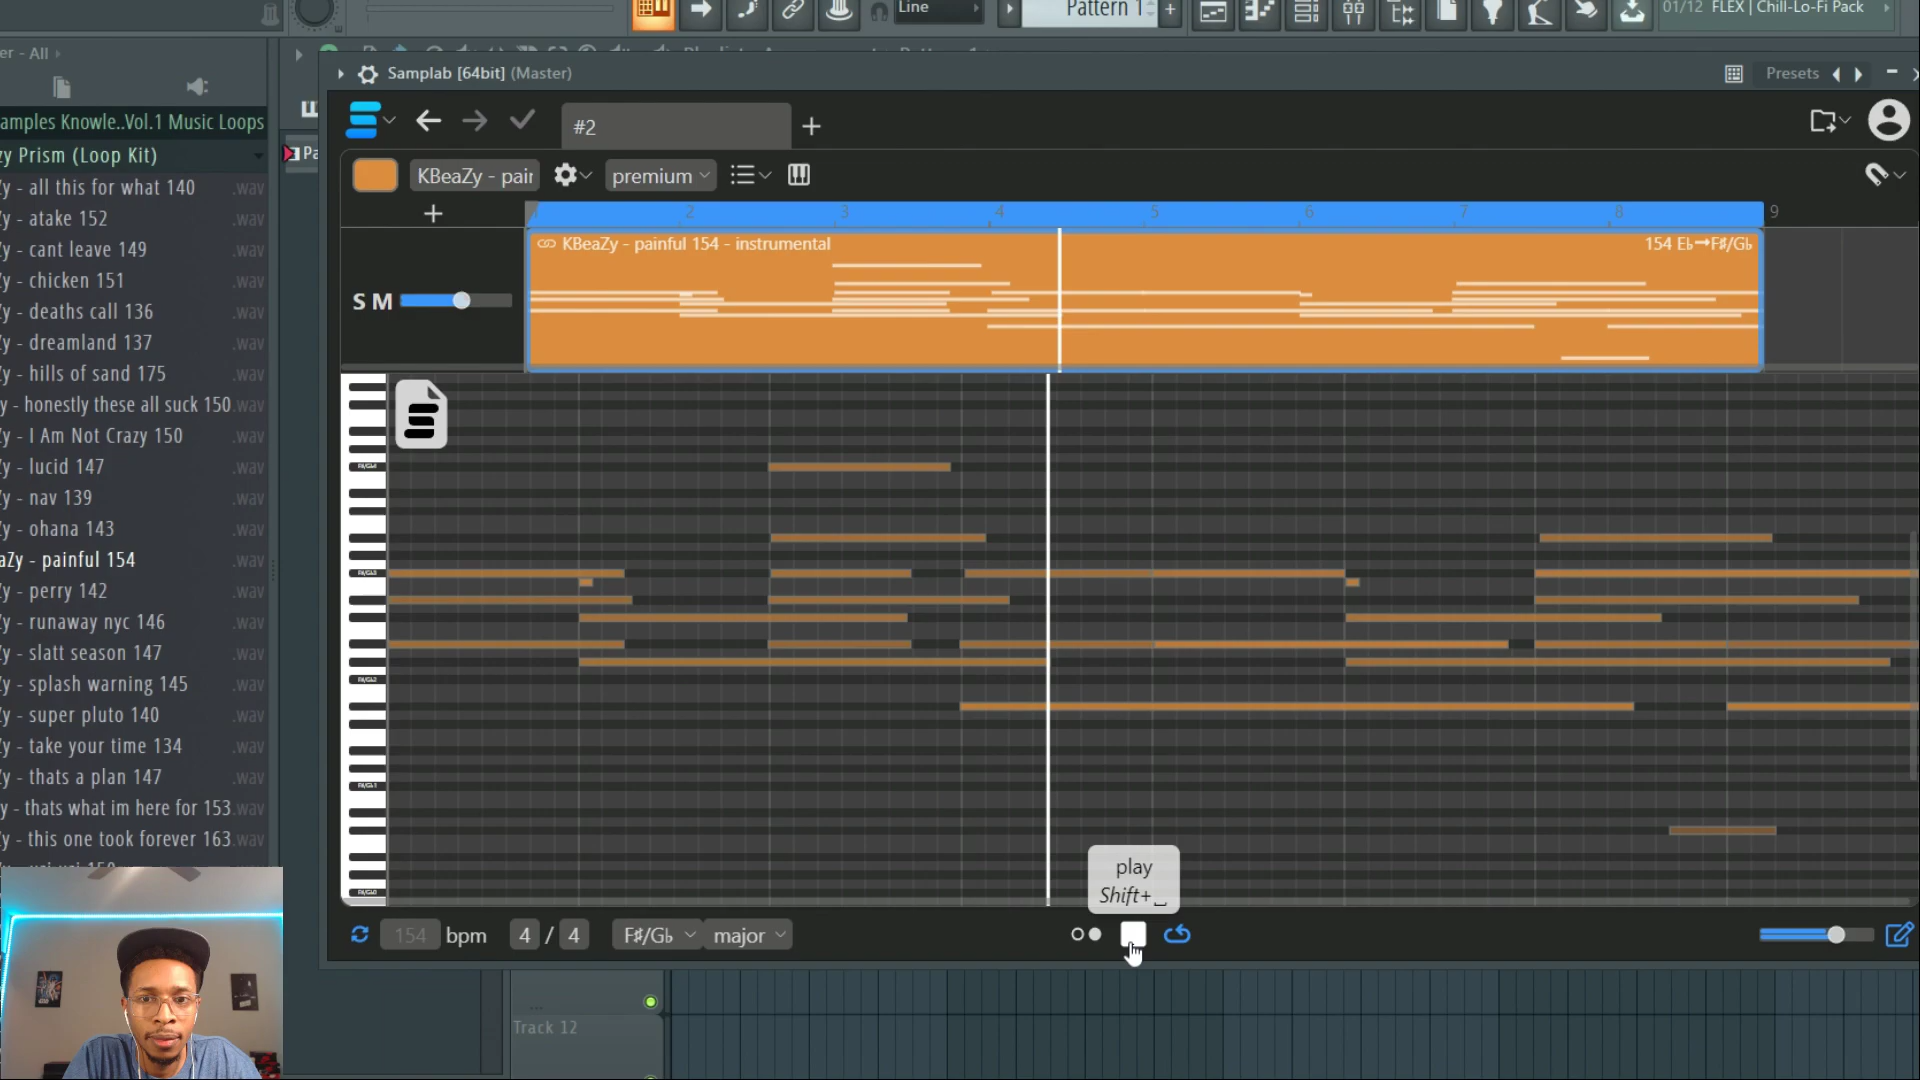 Line
Pattern 1
+
01/12 FLEX | Chill-Lo-Fi Pack
er - All
Samplab [64bit] (Master)
Presets
#2
amples Knowle..Vol.1 Music Loops
zy Prism (Loop Kit)
Pa
KBeaZy - pair
premium
y - all this for what 140 .wav
y - atake 152 .wav
y - cant leave 149 .wav
y - chicken 151 .wav
y - deaths call 136 .wav
y - dreamland 137 .wav
y - hills of sand 175 .wav
y - honestly these all suck 150 .wav
y - I Am Not Crazy 150 .wav
y - lucid 147 .wav
y - nav 139 .wav
y - ohana 143 .wav
aZy - painful 154 .wav
y - perry 142 .wav
y - runaway nyc 146 .wav
y - slatt season 147 .wav
y - splash warning 145 .wav
y - super pluto 140 .wav
y - take your time 134 .wav
y - thats a plan 147 .wav
y - thats what im here for 153 .wav
y - this one took forever 163 .wav
1 2 3 4 5 6 7 8 9
KBeaZy - painful 154 - instrumental
154 E♭→F#/G♭
S M
play
Shift+
154 bpm
4 / 4
F#/G♭
major
Track 12